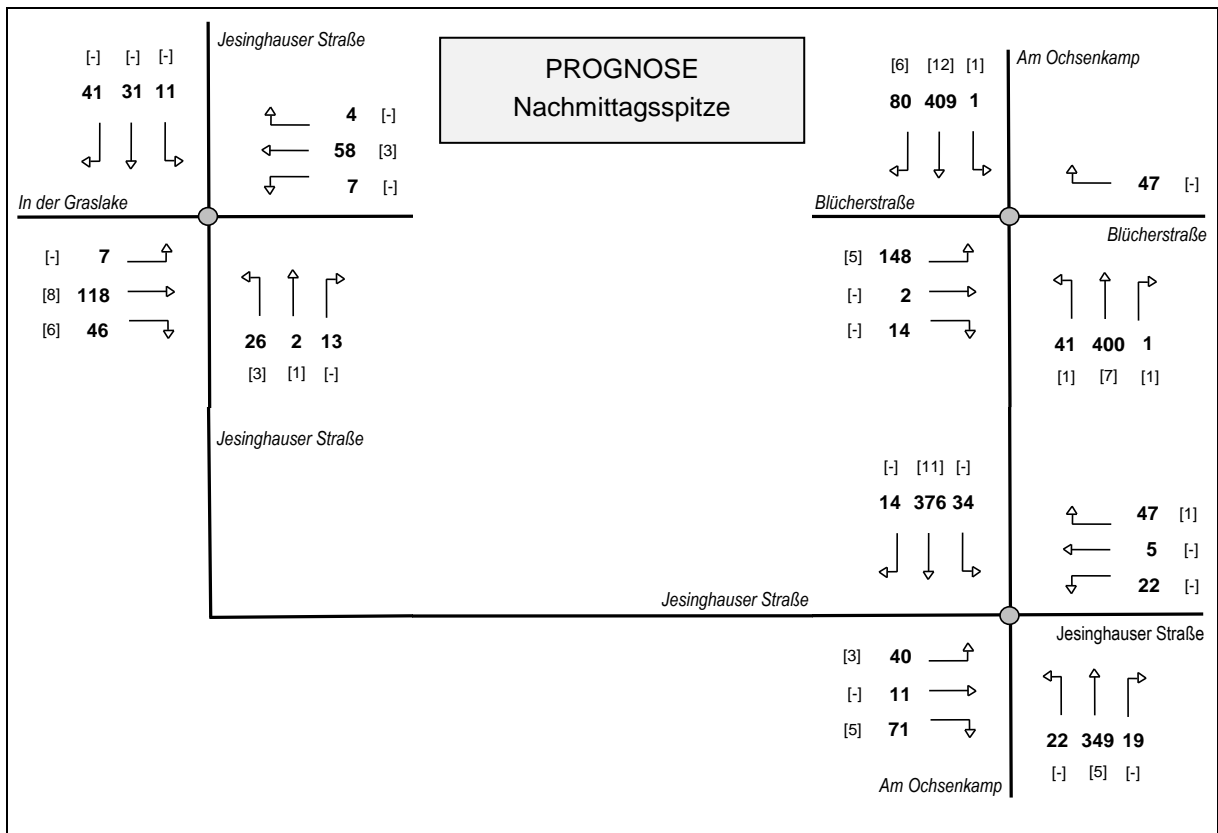 Jesinghauser Straße
[-] [-] [-]
41 31 11
4 [-]
58 [3]
7 [-]
In der Graslake
[-] 7
[8] 118
[6] 46
26 2 13
[3] [1] [-]
Jesinghauser Straße
PROGNOSE
Nachmittagsspitze
Am Ochsenkamp
[6] [12] [1]
80 409 1
47 [-]
Blücherstraße
Blücherstraße
[5] 148
[-] 2
[-] 14
41 400 1
[1] [7] [1]
[-] [11] [-]
14 376 34
47 [1]
5 [-]
22 [-]
Jesinghauser Straße
Jesinghauser Straße
[3] 40
[-] 11
[5] 71
22 349 19
[-] [5] [-]
Am Ochsenkamp